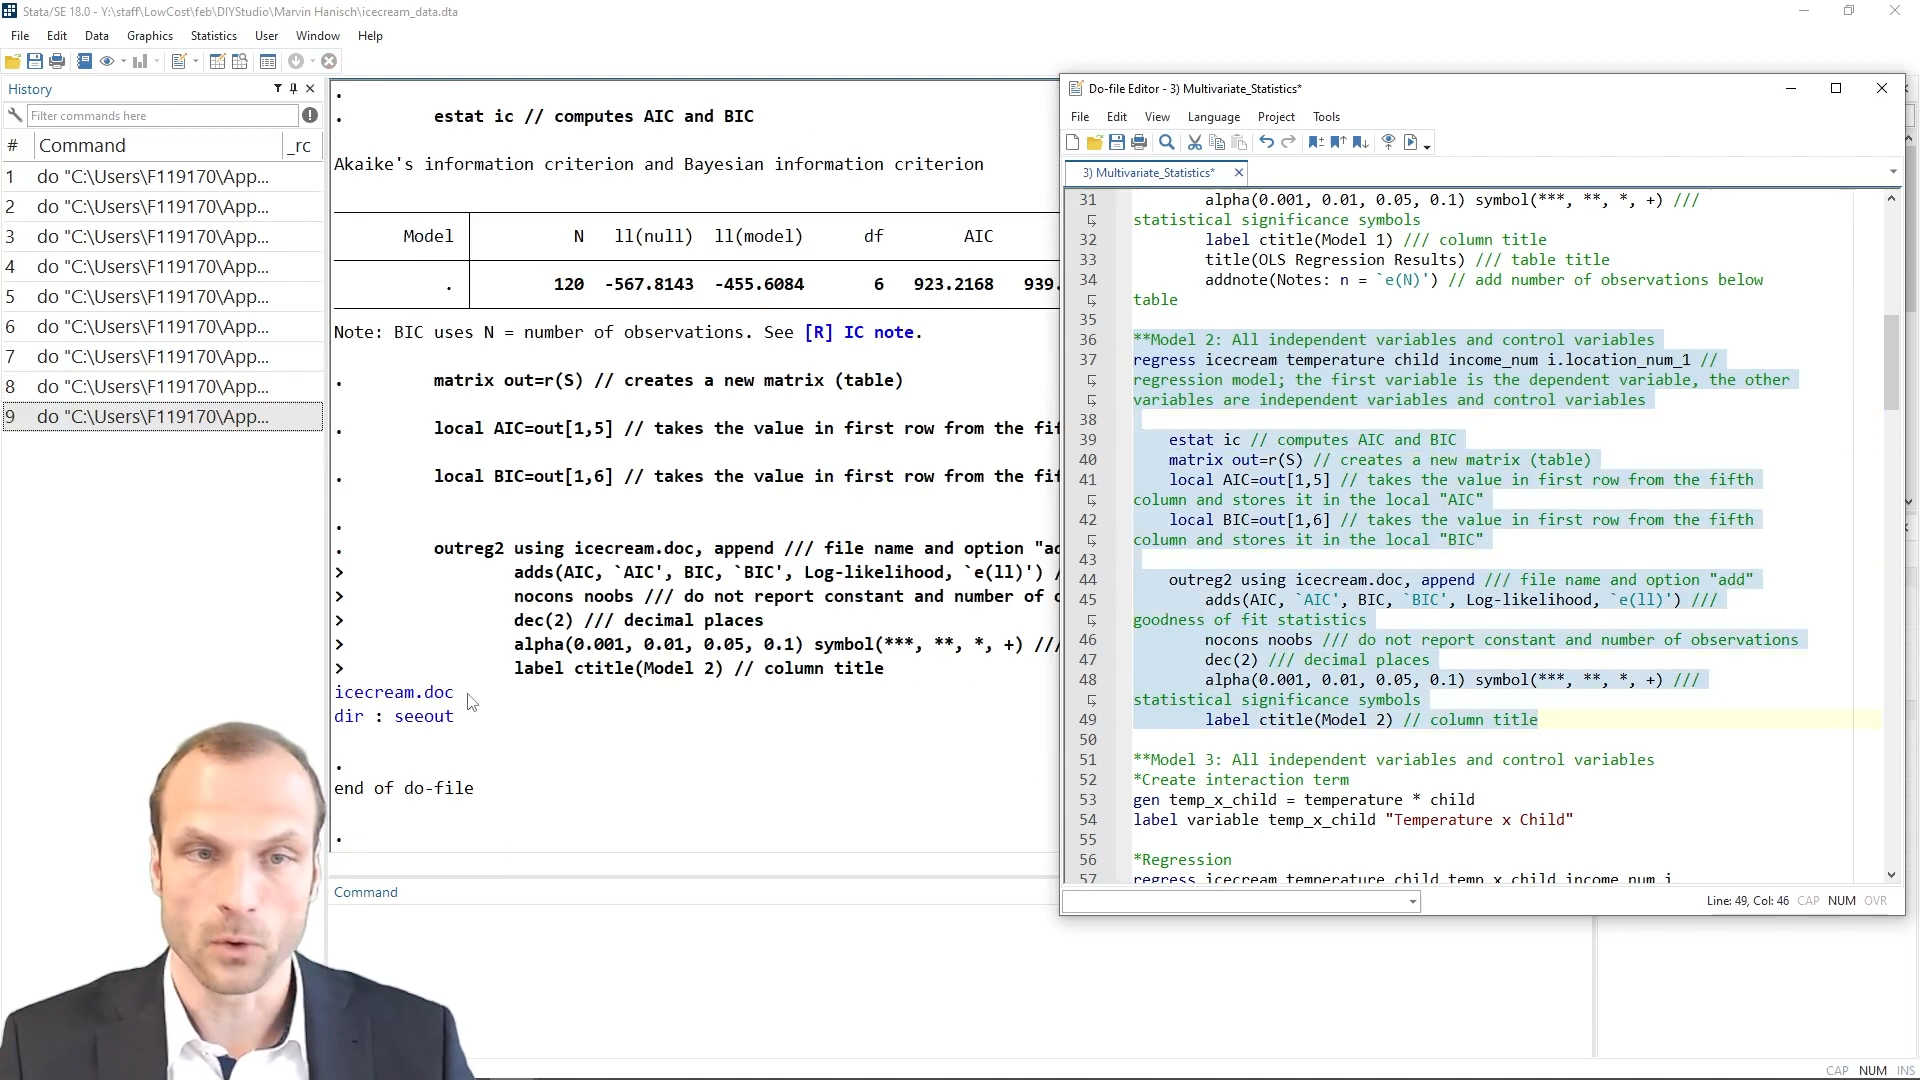 Stata/SE 18.0 - Y:\staff\LowCost\feb\DIYStudio\Marvin Hanisch\icecream_data.dta
File Edit Data Graphics Statistics User Window Help
History
Filter commands here
# Command _rc
1 do "C:\Users\F119170\App...
2 do "C:\Users\F119170\App...
3 do "C:\Users\F119170\App...
4 do "C:\Users\F119170\App...
5 do "C:\Users\F119170\App...
6 do "C:\Users\F119170\App...
7 do "C:\Users\F119170\App...
8 do "C:\Users\F119170\App...
9 do "C:\Users\F119170\App...
.
. estat ic // computes AIC and BIC
Akaike's information criterion and Bayesian information criterion
Model N ll(null) ll(model) df AIC
. 120 -567.8143 -455.6084 6 923.2168 939.
Note: BIC uses N = number of observations. See [R] IC note.
. matrix out=r(S) // creates a new matrix (table)
. local AIC=out[1,5] // takes the value in first row from the fif
. local BIC=out[1,6] // takes the value in first row from the fif
.
. outreg2 using icecream.doc, append /// file name and option "ad
> adds(AIC, `AIC', BIC, `BIC', Log-likelihood, `e(ll)') /
> nocons noobs /// do not report constant and number of o
> dec(2) /// decimal places
> alpha(0.001, 0.01, 0.05, 0.1) symbol(***, **, *, +) ///
> label ctitle(Model 2) // column title
icecream.doc
dir : seeout
.
end of do-file
.
Command
Do-file Editor - 3) Multivariate_Statistics*
File Edit View Language Project Tools
3) Multivariate_Statistics*
31 alpha(0.001, 0.01, 0.05, 0.1) symbol(***, **, *, +) ///
statistical significance symbols
32 label ctitle(Model 1) /// column title
33 title(OLS Regression Results) /// table title
34 addnote(Notes: n = `e(N)') // add number of observations below
table
35
36 **Model 2: All independent variables and control variables
37 regress icecream temperature child income_num i.location_num_1 //
regression model; the first variable is the dependent variable, the other
variables are independent variables and control variables
38
39 estat ic // computes AIC and BIC
40 matrix out=r(S) // creates a new matrix (table)
41 local AIC=out[1,5] // takes the value in first row from the fifth
column and stores it in the local "AIC"
42 local BIC=out[1,6] // takes the value in first row from the fifth
column and stores it in the local "BIC"
43
44 outreg2 using icecream.doc, append /// file name and option "add"
45 adds(AIC, `AIC', BIC, `BIC', Log-likelihood, `e(ll)') ///
goodness of fit statistics
46 nocons noobs /// do not report constant and number of observations
47 dec(2) /// decimal places
48 alpha(0.001, 0.01, 0.05, 0.1) symbol(***, **, *, +) ///
statistical significance symbols
49 label ctitle(Model 2) // column title
50
51 **Model 3: All independent variables and control variables
52 *Create interaction term
53 gen temp_x_child = temperature * child
54 label variable temp_x_child "Temperature x Child"
55
56 *Regression
57 regress icecream temperature child temp_x_child income_num i
Line: 49, Col: 46 CAP NUM OVR
CAP NUM INS